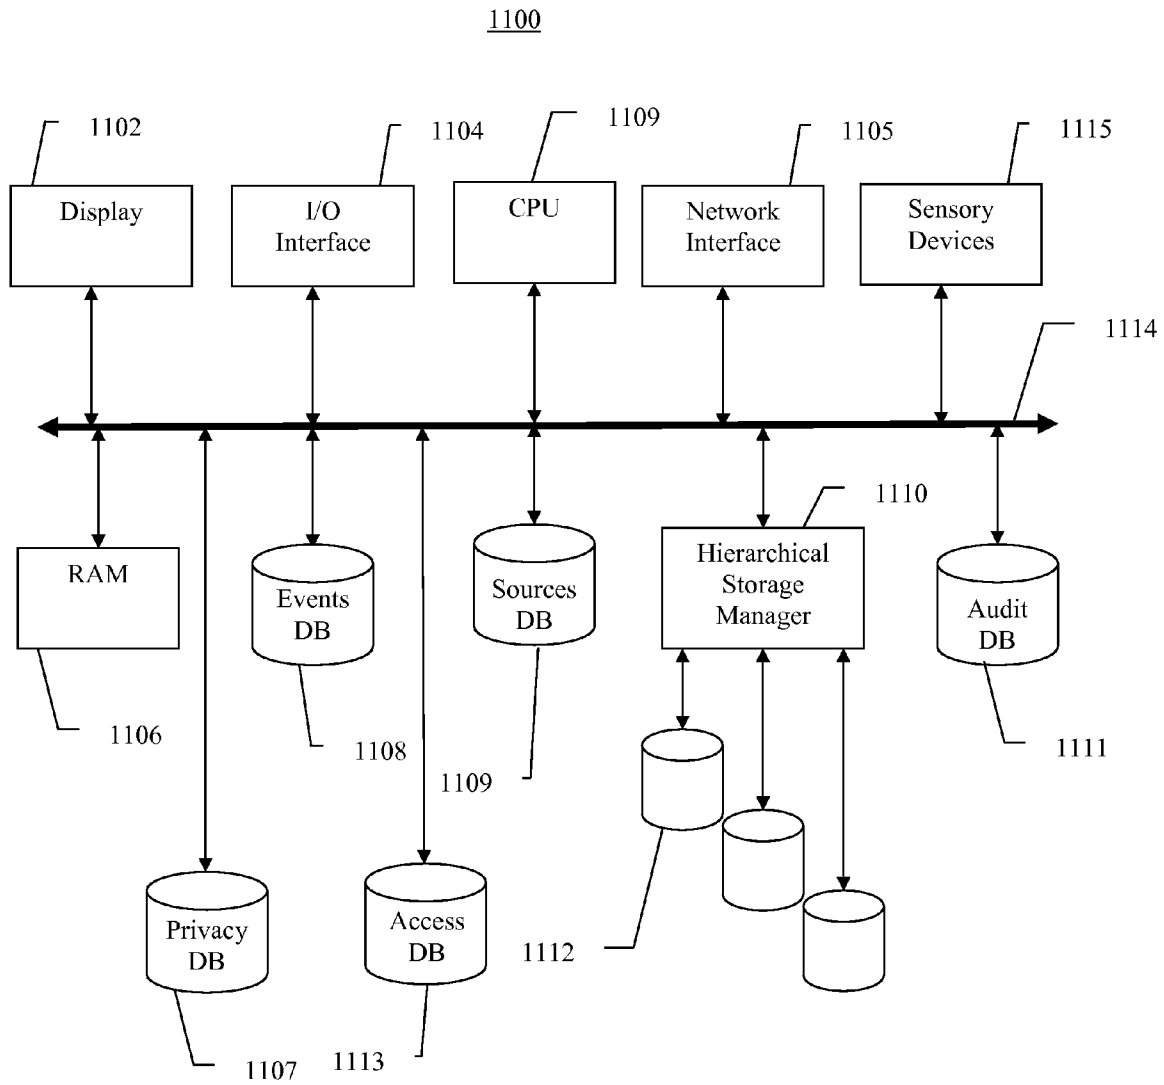 1100
1102
1104
1109
1105
1115
Display
I/O
Interface
CPU
Network
Interface
Sensory
Devices
1114
1110
RAM
Events
DB
Sources
DB
Hierarchical
Storage
Manager
Audit
DB
1106
1108
1109
1111
Privacy
DB
Access
DB
1112
1107
1113